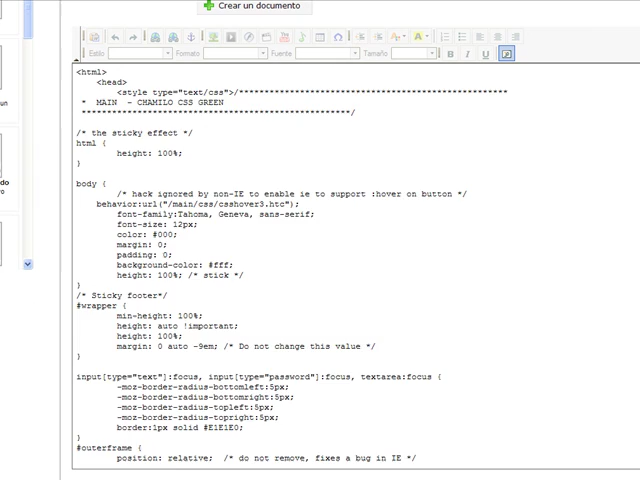 Crear un documento
Estilo Formato Fuente Tamaño
<html>
<head>
<style type="text/css">/*****************************************************
* MAIN - CHAMILO CSS GREEN
*****************************************************/
/* the sticky effect */
html {
height: 100%;
}
body {
/* hack ignored by non-IE to enable ie to support :hover on button */
behavior:url("/main/css/csshover3.htc");
font-family:Tahoma, Geneva, sans-serif;
font-size: 12px;
color: #000;
margin: 0;
padding: 0;
background-color: #fff;
height: 100%; /* stick */
}
/* Sticky footer*/
#wrapper {
min-height: 100%;
height: auto !important;
height: 100%;
margin: 0 auto -9em; /* Do not change this value */
}
input[type="text"]:focus, input[type="password"]:focus, textarea:focus {
-moz-border-radius-bottomleft:5px;
-moz-border-radius-bottomright:5px;
-moz-border-radius-topleft:5px;
-moz-border-radius-topright:5px;
border:1px solid #E1E1E0;
}
#outerframe {
position: relative; /* do not remove, fixes a bug in IE */